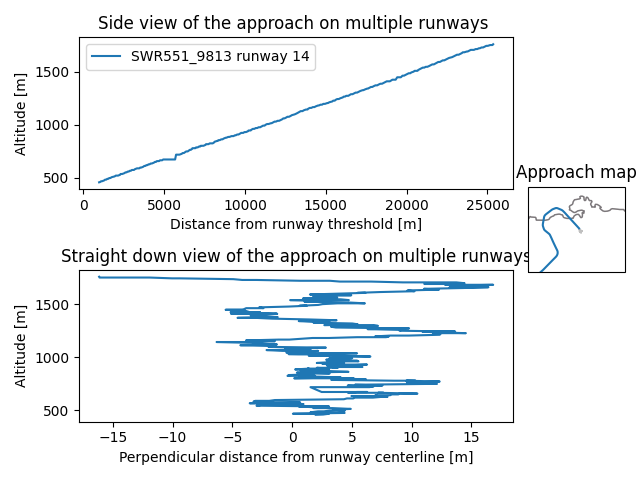 Side view of the approach on multiple runways
SWR551_9813 runway 14
Altitude [m]
1500
1000
500
0
5000
10000
15000
20000
25000
Distance from runway threshold [m]
Approach map
Straight down view of the approach on multiple runways
Altitude [m]
1500
1000
500
−15
−10
−5
0
5
10
15
Perpendicular distance from runway centerline [m]